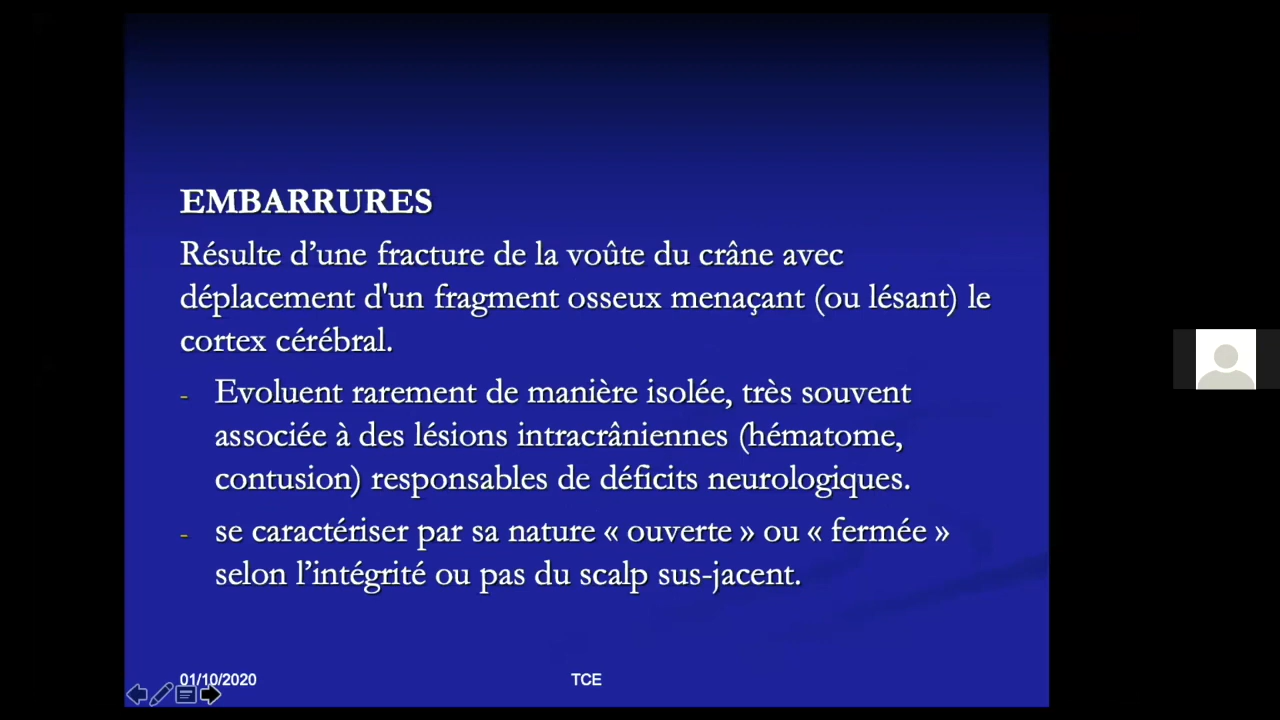 EMBARRURES
Résulte d’une fracture de la voûte du crâne avec
déplacement d'un fragment osseux menaçant (ou lésant) le
cortex cérébral.
- Evoluent rarement de manière isolée, très souvent
associée à des lésions intracrâniennes (hématome,
contusion) responsables de déficits neurologiques.
- se caractériser par sa nature « ouverte » ou « fermée »
selon l’intégrité ou pas du scalp sus-jacent.
01/10/2020
TCE